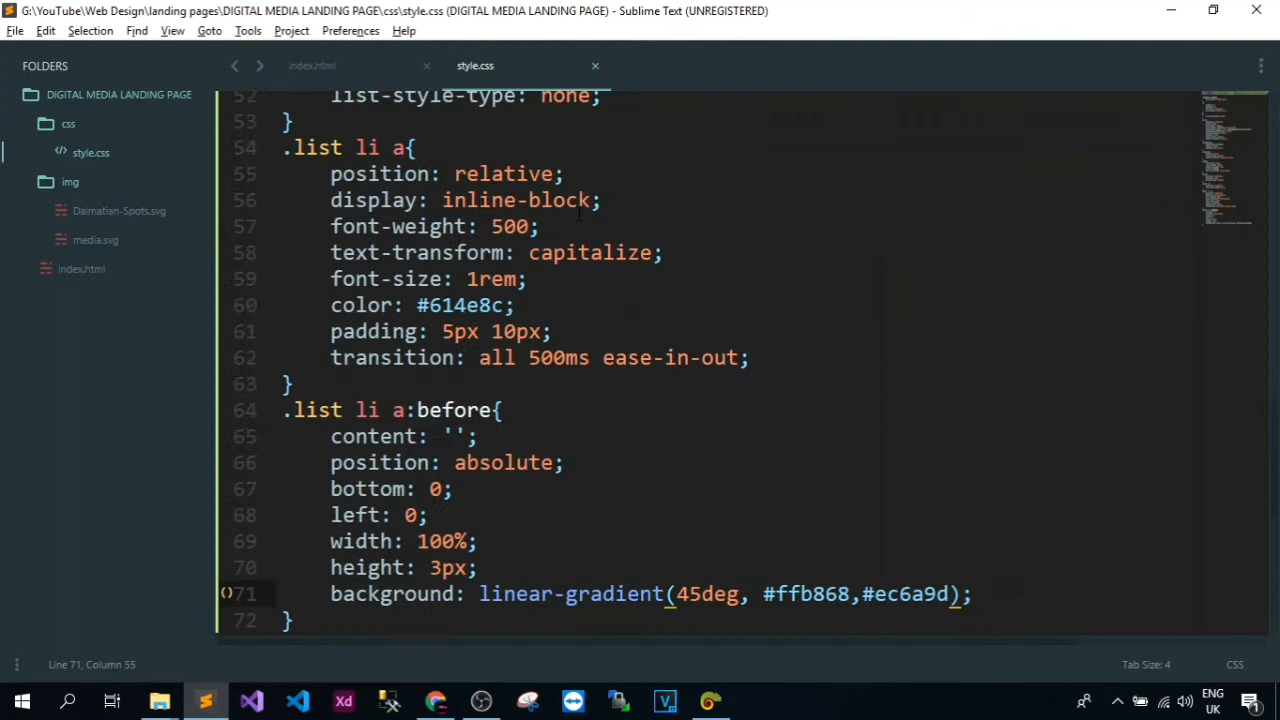 G:\YouTube\Web Design\landing pages\DIGITAL MEDIA LANDING PAGE\css\style.css (DIGITAL MEDIA LANDING PAGE) - Sublime Text (UNREGISTERED)
File Edit Selection Find View Goto Tools Project Preferences Help
FOLDERS
DIGITAL MEDIA LANDING PAGE
css
style.css
img
Dalmatian-Spots.svg
media.svg
index.html
index.html style.css
52 list-style-type: none;
53 }
54 .list li a{
55 position: relative;
56 display: inline-block;
57 font-weight: 500;
58 text-transform: capitalize;
59 font-size: 1rem;
60 color: #614e8c;
61 padding: 5px 10px;
62 transition: all 500ms ease-in-out;
63 }
64 .list li a:before{
65 content: '';
66 position: absolute;
67 bottom: 0;
68 left: 0;
69 width: 100%;
70 height: 3px;
71 background: linear-gradient(45deg, #ffb868,#ec6a9d);
72 }
Line 71, Column 55 Tab Size: 4 CSS
Xd
ENG
UK
1